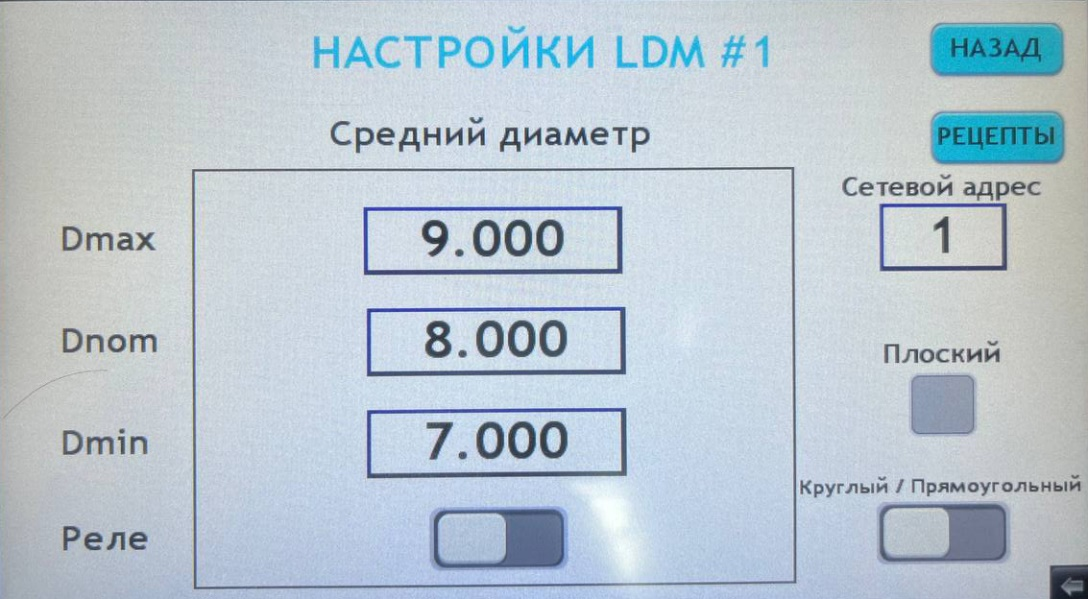 НАСТРОЙКИ LDM #1
НАЗАД
Средний диаметр
РЕЦЕПТЫ
Сетевой адрес
Dmax
9.000
1
Dnom
8.000
Плоский
Dmin
7.000
Круглый / Прямоугольный
Реле